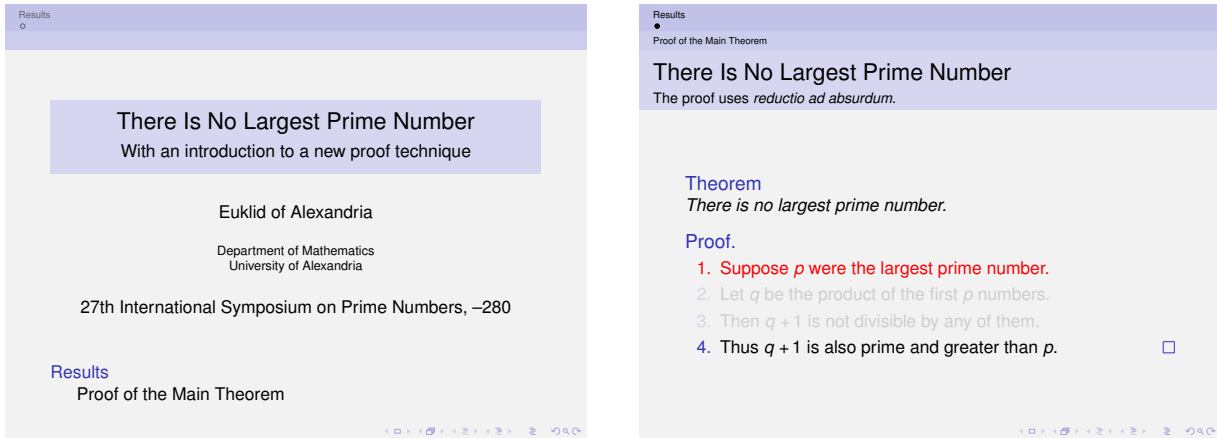 Results
There Is No Largest Prime Number
With an introduction to a new proof technique
Euklid of Alexandria
Department of Mathematics
University of Alexandria
27th International Symposium on Prime Numbers, –280
Results
Proof of the Main Theorem
Results
Proof of the Main Theorem
There Is No Largest Prime Number
The proof uses reductio ad absurdum.
Theorem
There is no largest prime number.
Proof.
1. Suppose p were the largest prime number.
2. Let q be the product of the first p numbers.
3. Then q + 1 is not divisible by any of them.
4. Thus q + 1 is also prime and greater than p.